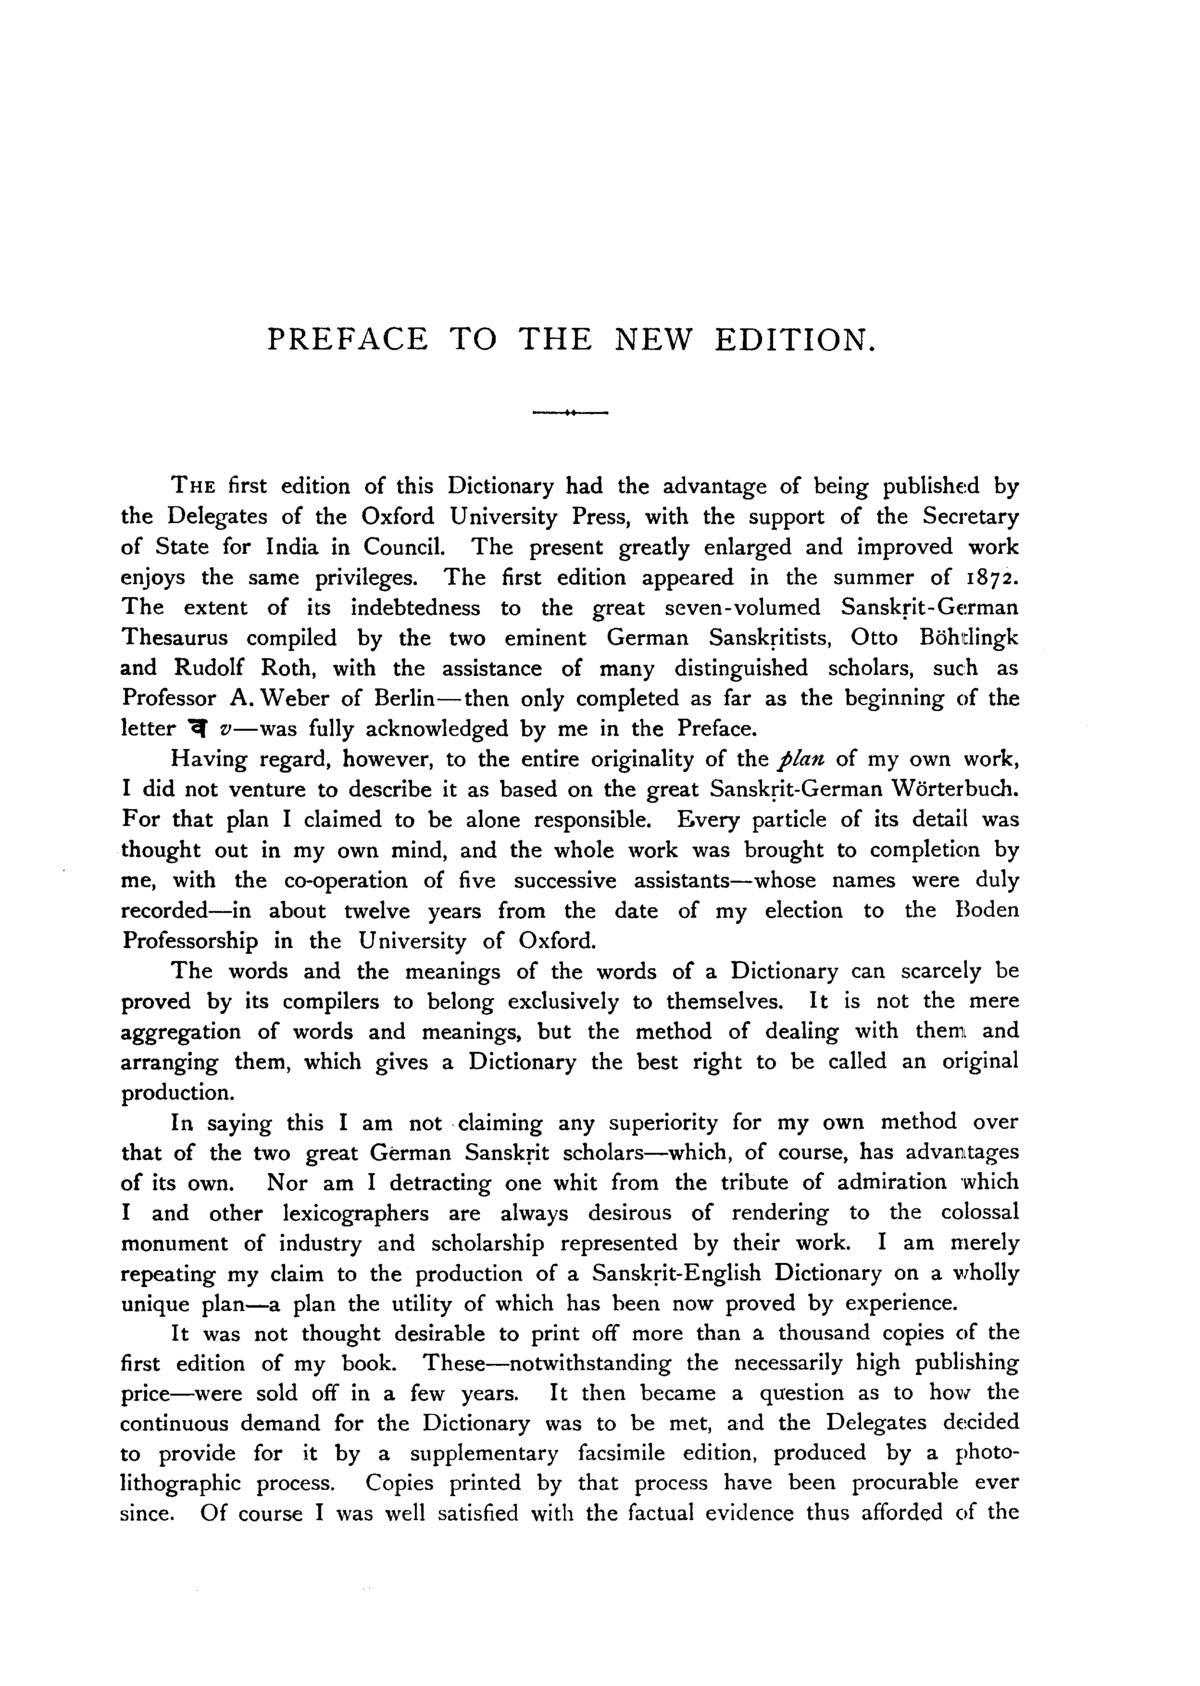 PREFACE TO THE NEW EDITION.
THE first edition of this Dictionary had the advantage of being published by
the Delegates of the Oxford University Press, with the support of the Secretary
of State for India in Council. The present greatly enlarged and improved work
enjoys the same privileges. The first edition appeared in the summer of 1872.
The extent of its indebtedness to the great seven-volumed Sanskṛit-German
Thesaurus compiled by the two eminent German Sanskṛitists, Otto Böhtlingk
and Rudolf Roth, with the assistance of many distinguished scholars, such as
Professor A. Weber of Berlin—then only completed as far as the beginning of the
letter व v—was fully acknowledged by me in the Preface.
Having regard, however, to the entire originality of the plan of my own work,
I did not venture to describe it as based on the great Sanskṛit-German Wörterbuch.
For that plan I claimed to be alone responsible. Every particle of its detail was
thought out in my own mind, and the whole work was brought to completion by
me, with the co-operation of five successive assistants—whose names were duly
recorded—in about twelve years from the date of my election to the Boden
Professorship in the University of Oxford.
The words and the meanings of the words of a Dictionary can scarcely be
proved by its compilers to belong exclusively to themselves. It is not the mere
aggregation of words and meanings, but the method of dealing with them and
arranging them, which gives a Dictionary the best right to be called an original
production.
In saying this I am not claiming any superiority for my own method over
that of the two great German Sanskṛit scholars—which, of course, has advantages
of its own. Nor am I detracting one whit from the tribute of admiration which
I and other lexicographers are always desirous of rendering to the colossal
monument of industry and scholarship represented by their work. I am merely
repeating my claim to the production of a Sanskṛit-English Dictionary on a wholly
unique plan—a plan the utility of which has been now proved by experience.
It was not thought desirable to print off more than a thousand copies of the
first edition of my book. These—notwithstanding the necessarily high publishing
price—were sold off in a few years. It then became a question as to how the
continuous demand for the Dictionary was to be met, and the Delegates decided
to provide for it by a supplementary facsimile edition, produced by a photo-
lithographic process. Copies printed by that process have been procurable ever
since. Of course I was well satisfied with the factual evidence thus afforded of the